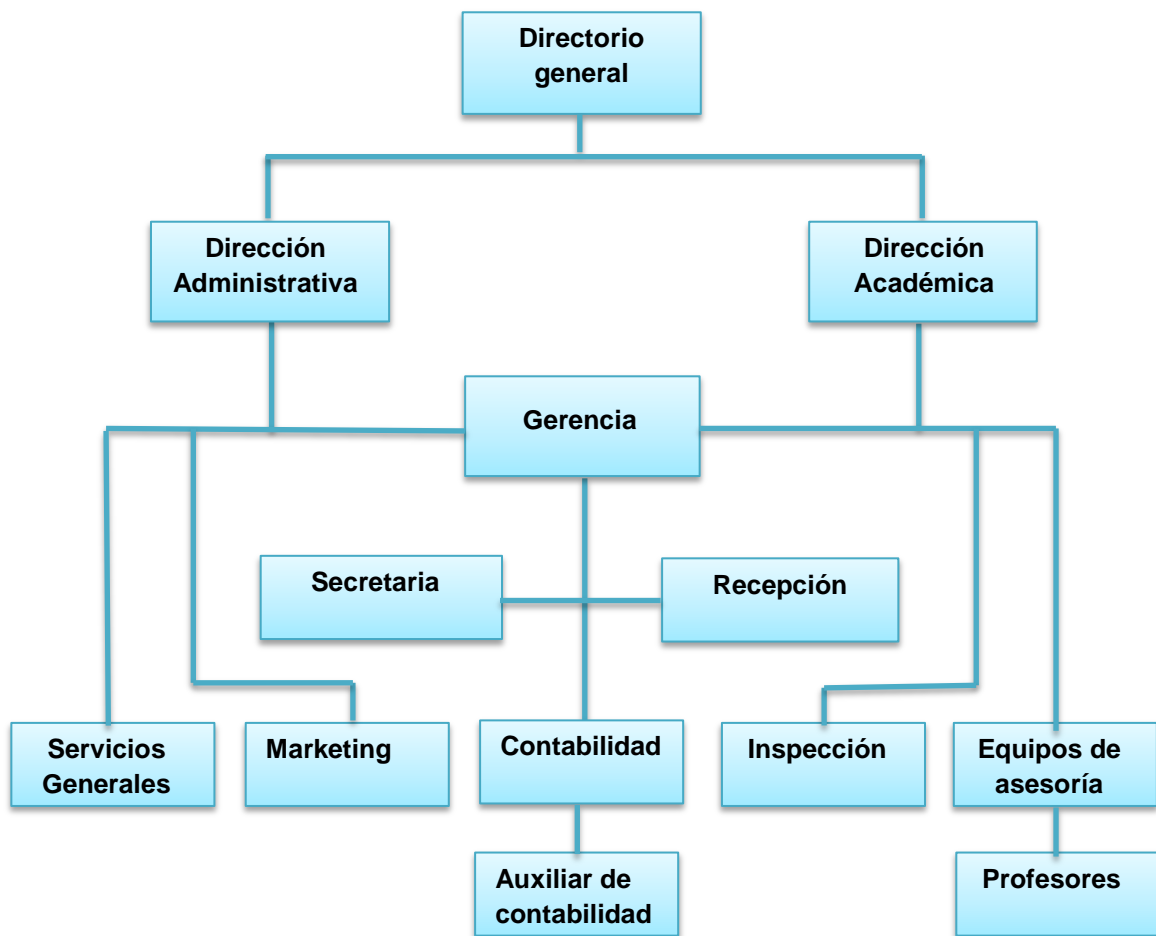 Directorio
general
Dirección
Administrativa
Dirección
Académica
Gerencia
Secretaria
Recepción
Servicios
Generales
Marketing
Contabilidad
Inspección
Equipos de
asesoría
Auxiliar de
contabilidad
Profesores